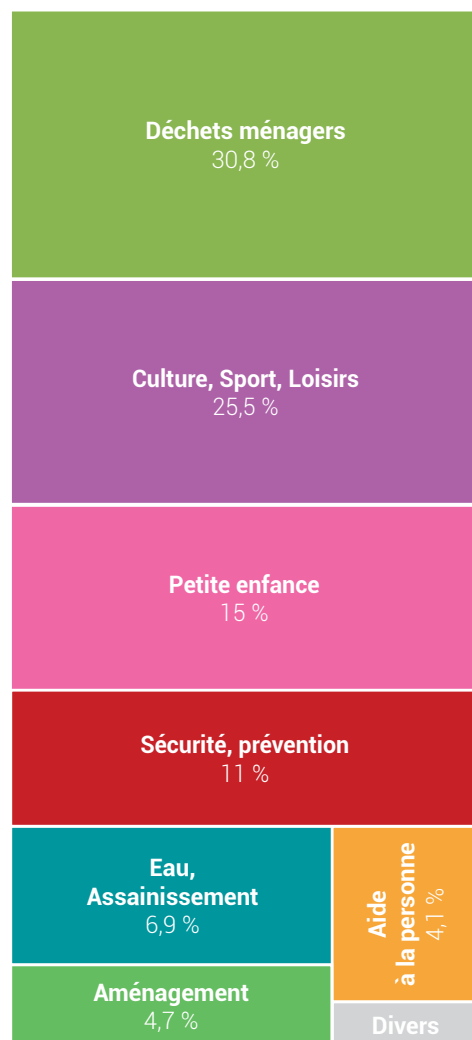 Déchets ménagers
30,8 %
Culture, Sport, Loisirs
25,5 %
Petite enfance
15 %
Sécurité, prévention
11 %
Eau,
Assainissement
6,9 %
Aide
à la personne
4,1 %
Aménagement
4,7 %
Divers